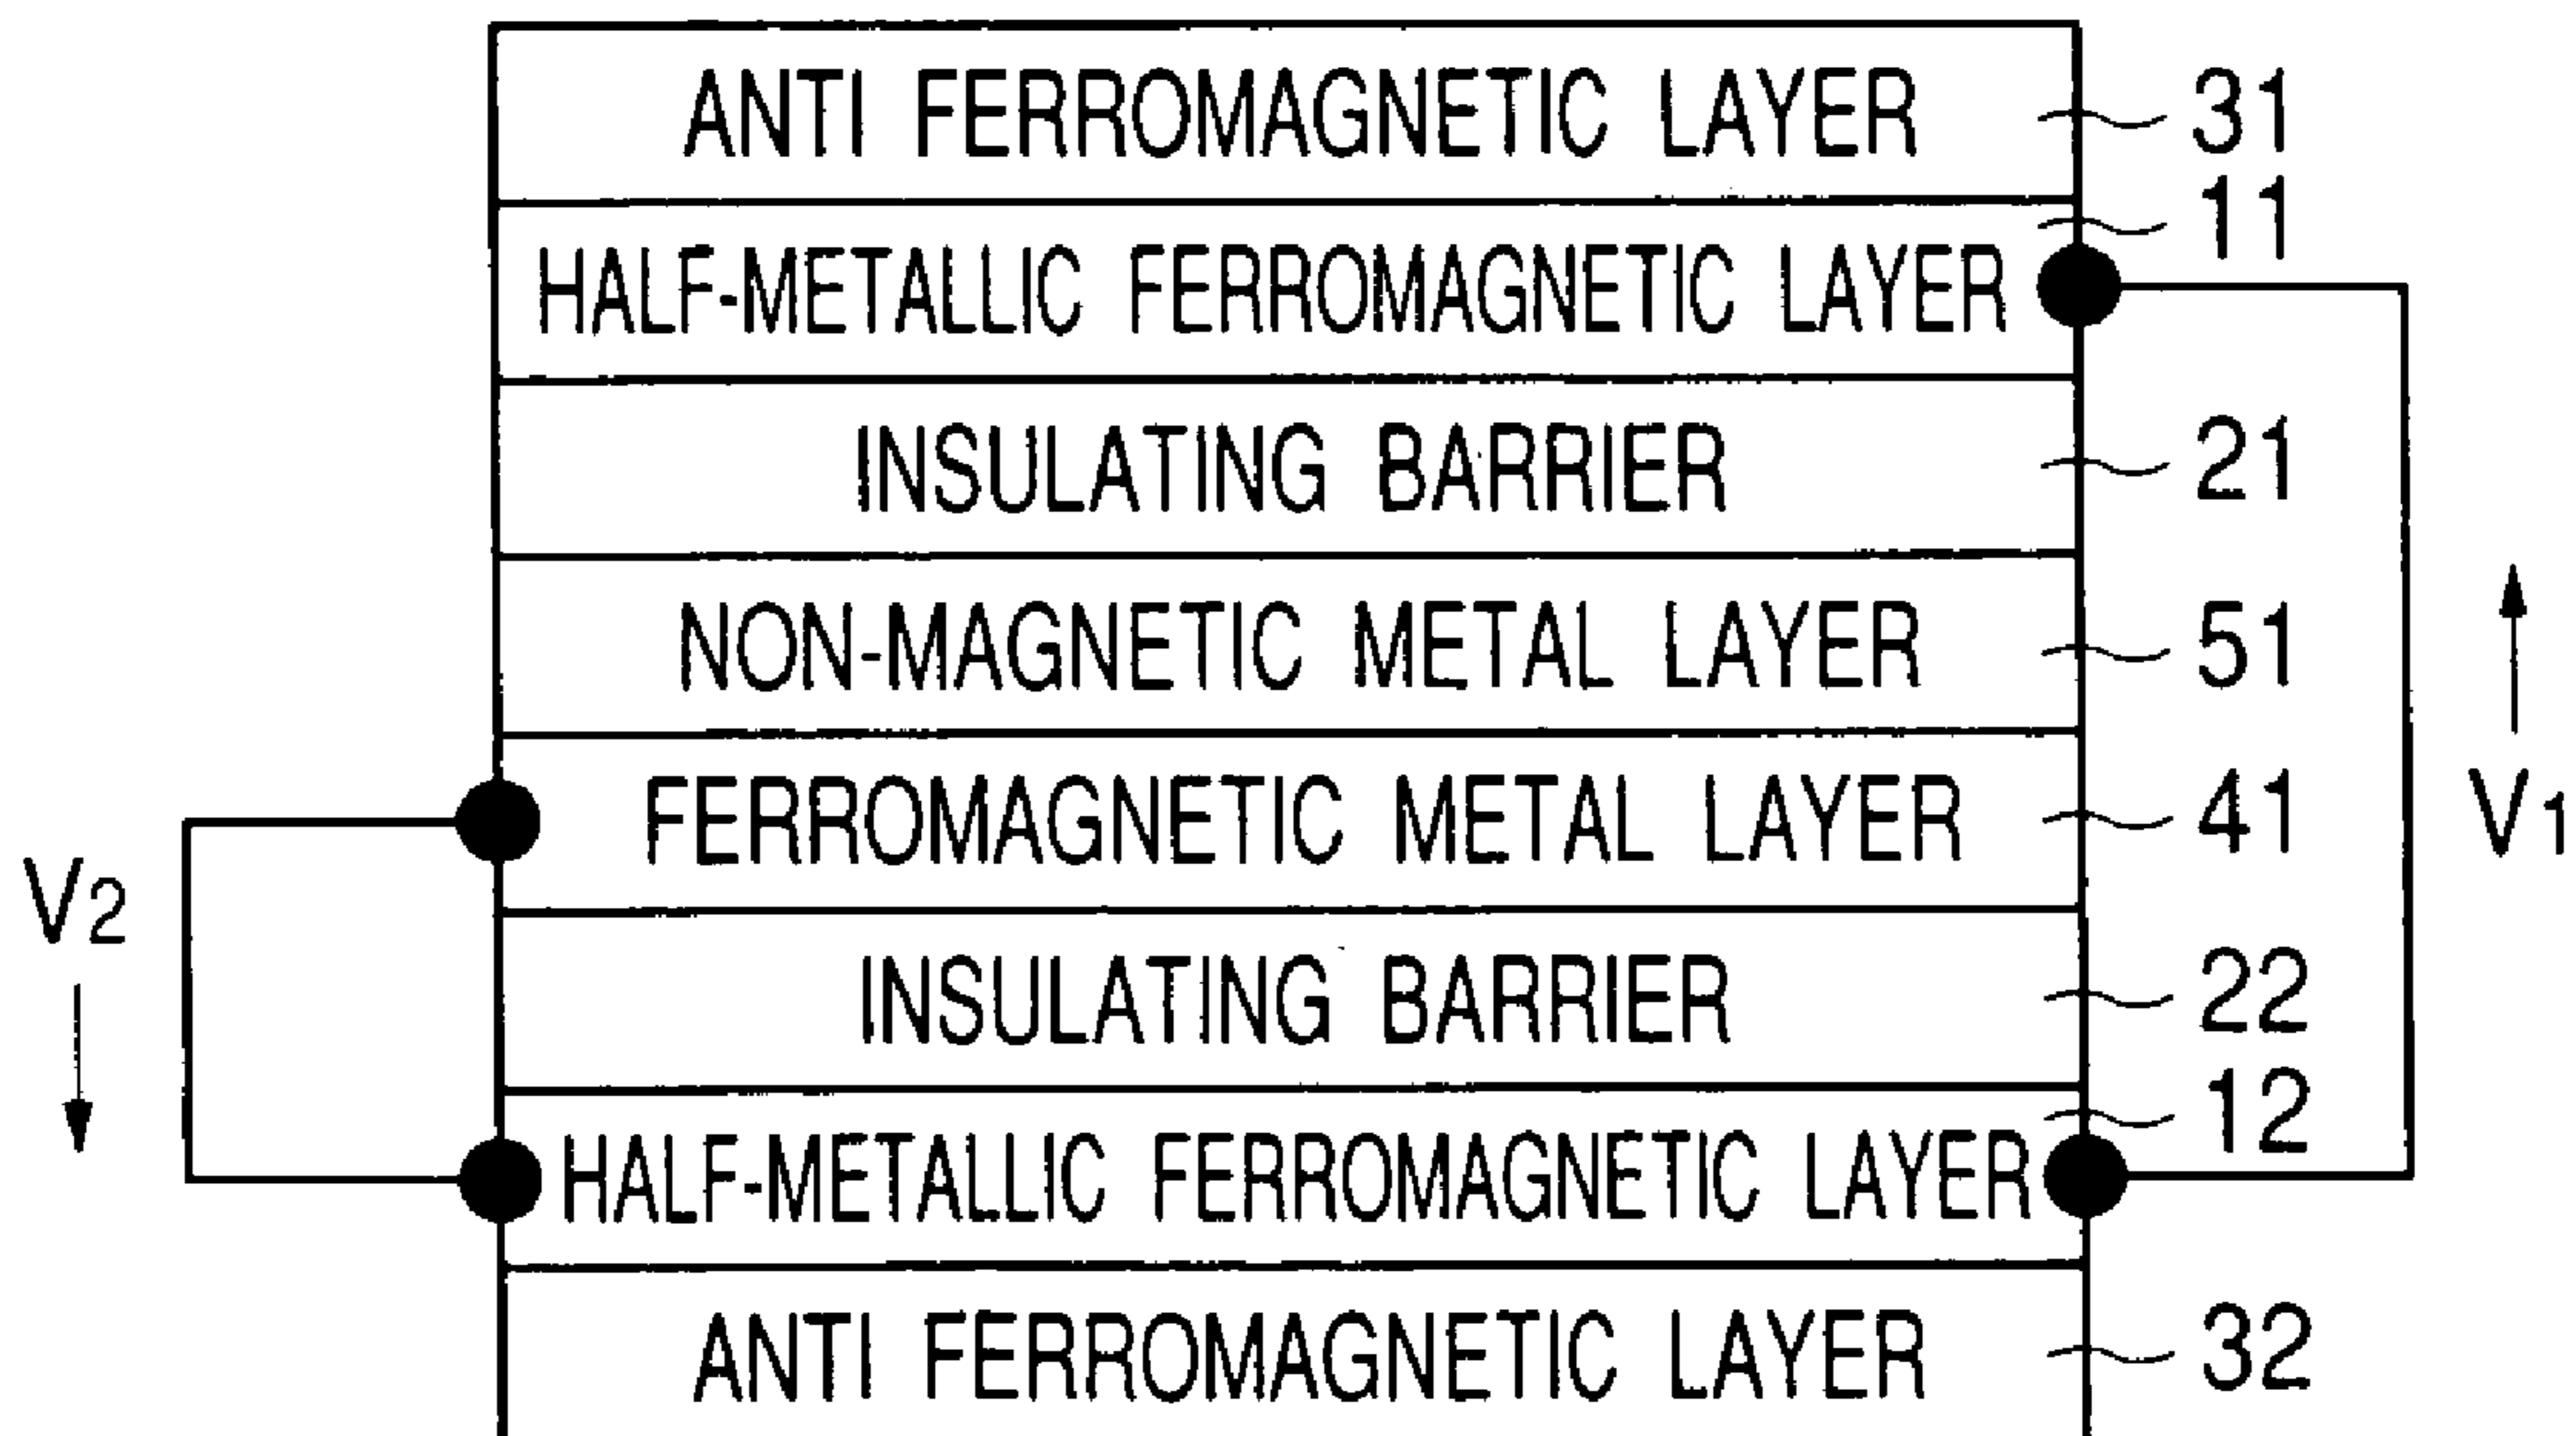 ANTI FERROMAGNETIC LAYER 31
11
HALF-METALLIC FERROMAGNETIC LAYER
INSULATING BARRIER 21
NON-MAGNETIC METAL LAYER 51
FERROMAGNETIC METAL LAYER 41
V1
V2
INSULATING BARRIER 22
12
HALF-METALLIC FERROMAGNETIC LAYER
ANTI FERROMAGNETIC LAYER 32